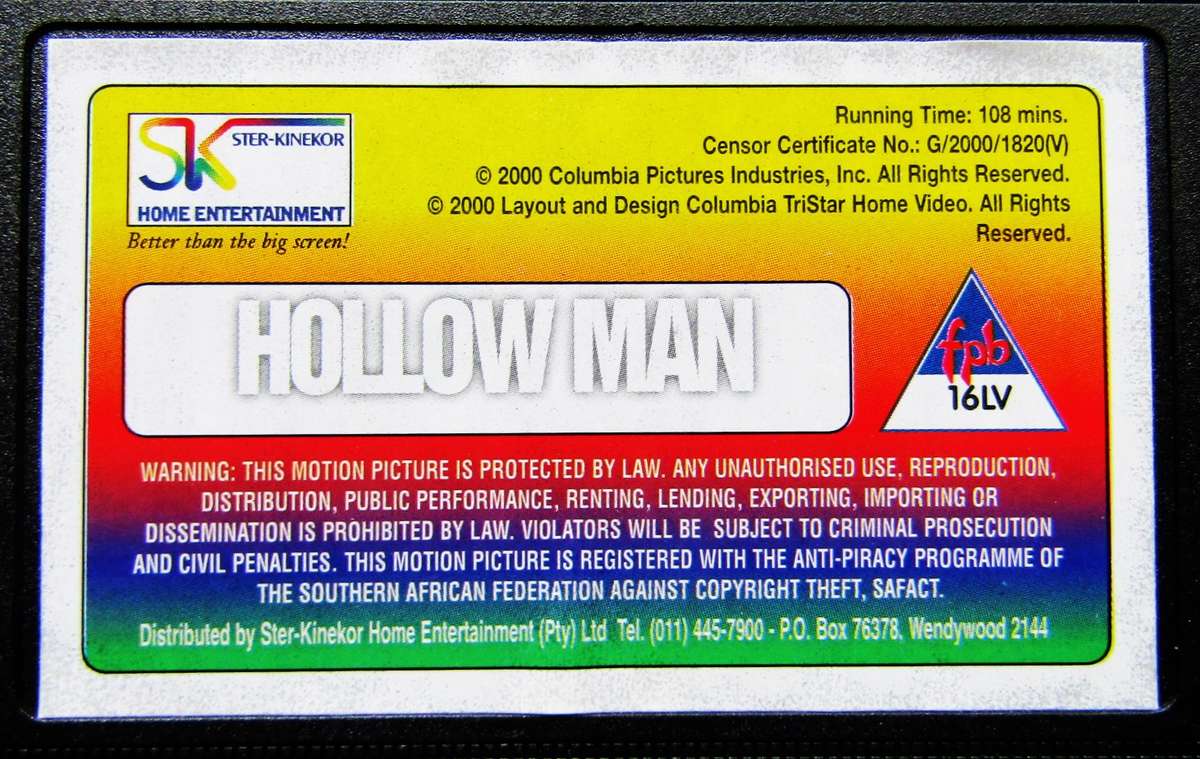 SK STER-KINEKOR
HOME ENTERTAINMENT
Better than the big screen!
Running Time: 108 mins.
Censor Certificate No.: G/2000/1820(V)
© 2000 Columbia Pictures Industries, Inc. All Rights Reserved.
© 2000 Layout and Design Columbia TriStar Home Video. All Rights
Reserved.
HOLLOW MAN
fpb
16LV
WARNING: THIS MOTION PICTURE IS PROTECTED BY LAW. ANY UNAUTHORISED USE, REPRODUCTION,
DISTRIBUTION, PUBLIC PERFORMANCE, RENTING, LENDING, EXPORTING, IMPORTING OR
DISSEMINATION IS PROHIBITED BY LAW. VIOLATORS WILL BE SUBJECT TO CRIMINAL PROSECUTION
AND CIVIL PENALTIES. THIS MOTION PICTURE IS REGISTERED WITH THE ANTI-PIRACY PROGRAMME OF
THE SOUTHERN AFRICAN FEDERATION AGAINST COPYRIGHT THEFT, SAFACT.
Distributed by Ster-Kinekor Home Entertainment (Pty) Ltd Tel. (011) 445-7900 - P.O. Box 76378, Wendywood 2144